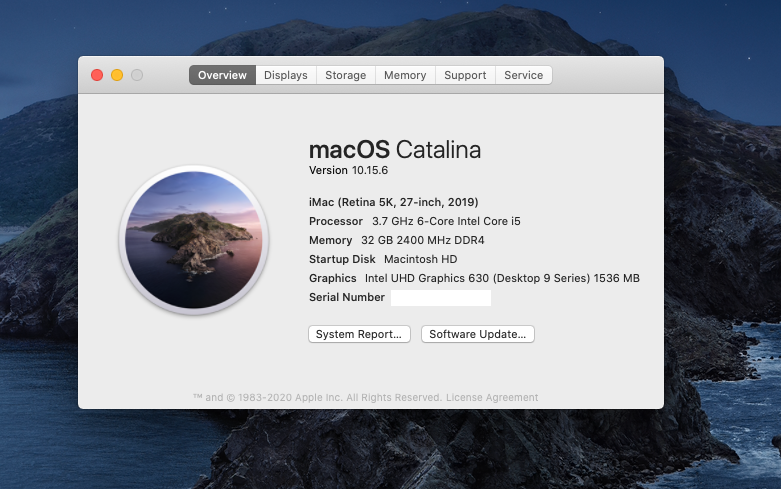 Overview Displays Storage Memory Support Service
macOS Catalina
Version 10.15.6
iMac (Retina 5K, 27-inch, 2019)
Processor 3.7 GHz 6-Core Intel Core i5
Memory 32 GB 2400 MHz DDR4
Startup Disk Macintosh HD
Graphics Intel UHD Graphics 630 (Desktop 9 Series) 1536 MB
Serial Number
System Report... Software Update...
™ and © 1983-2020 Apple Inc. All Rights Reserved. License Agreement